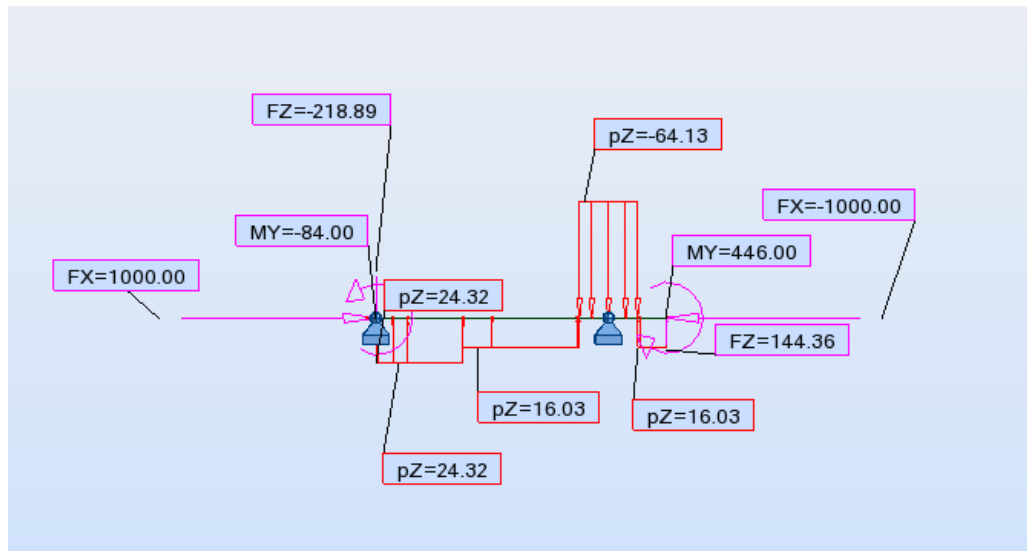 FZ=-218.89
pZ=-64.13
FX=-1000.00
MY=-84.00
MY=446.00
FX=1000.00
pZ=24.32
FZ=144.36
pZ=16.03
pZ=16.03
pZ=24.32